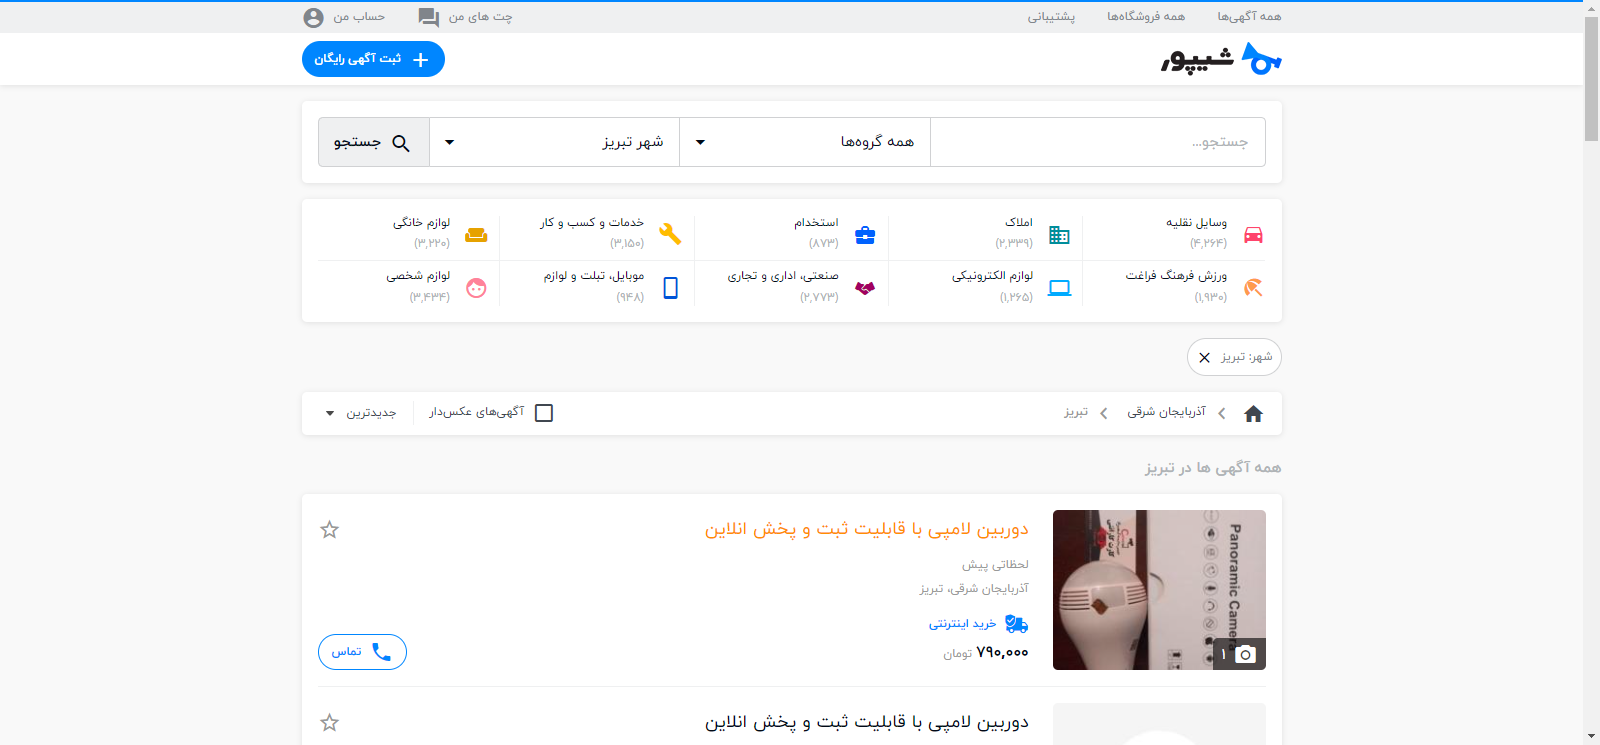 همه آگهی‌ها
همه فروشگاه‌ها
پشتیبانی
چت های من
حساب من
شیپور
ثبت آگهی رایگان
جستجو...
همه گروه‌ها
شهر تبریز
جستجو
وسایل نقلیه
(۴,۲۶۴)
املاک
(۲,۳۳۹)
استخدام
(۸۷۳)
خدمات و کسب و کار
(۳,۱۵۰)
لوازم خانگی
(۳,۲۲۰)
ورزش فرهنگ فراغت
(۱,۹۳۰)
لوازم الکترونیکی
(۱,۲۶۵)
صنعتی، اداری و تجاری
(۲,۷۷۳)
موبایل، تبلت و لوازم
(۹۴۸)
لوازم شخصی
(۳,۴۳۴)
شهر: تبریز
آذربایجان شرقی
تبریز
آگهی‌های عکس‌دار
جدیدترین
همه آگهی ها در تبریز
دوربین لامپی با قابلیت ثبت و پخش انلاین
لحظاتی پیش
آذربایجان شرقی، تبریز
خرید اینترنتی
۷۹۰,۰۰۰ تومان
تماس
Panoramic Camera
۱
دوربین لامپی با قابلیت ثبت و پخش انلاین